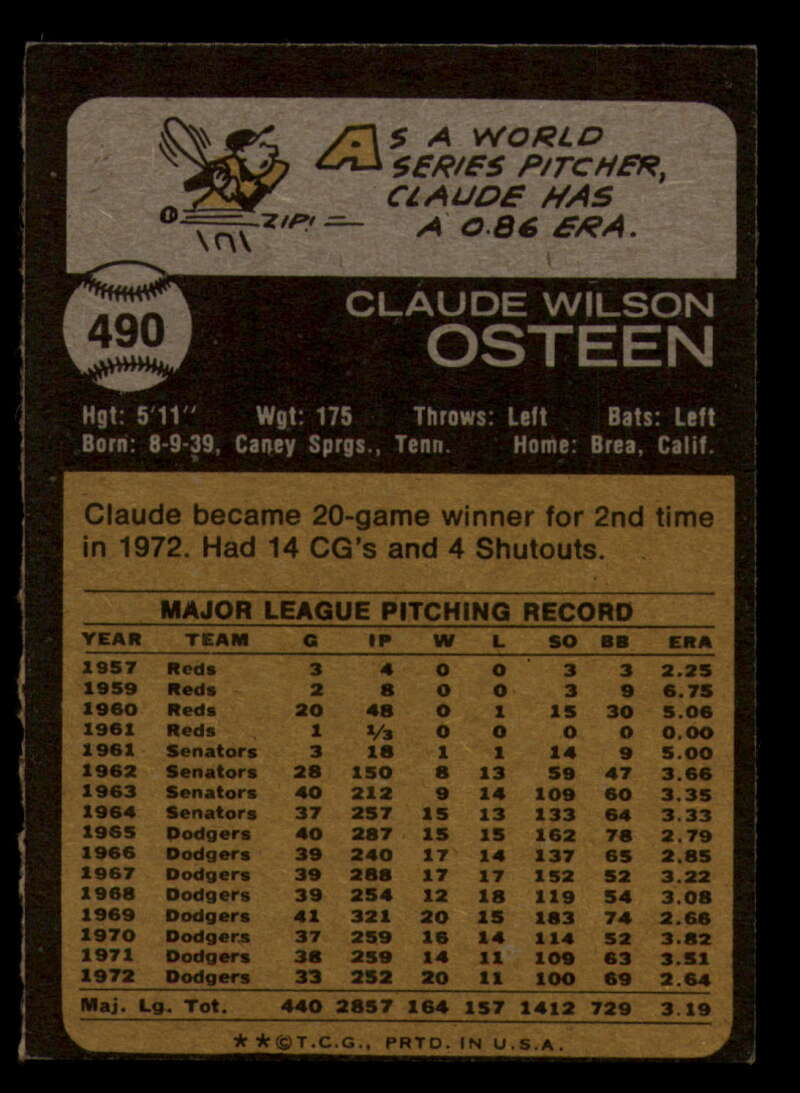 AS A WORLD
SERIES PITCHER,
CLAUDE HAS
A 0.86 ERA.
ZIP!
490
CLAUDE WILSON
OSTEEN
Hgt: 5'11" Wgt: 175 Throws: Left Bats: Left
Born: 8-9-39, Caney Sprgs., Tenn. Home: Brea, Calif.
Claude became 20-game winner for 2nd time
in 1972. Had 14 CG's and 4 Shutouts.
MAJOR LEAGUE PITCHING RECORD
YEAR TEAM G IP W L SO BB ERA
1957 Reds 3 4 0 0 3 3 2.25
1959 Reds 2 8 0 0 3 9 6.75
1960 Reds 20 48 0 1 15 30 5.06
1961 Reds 1 1/3 0 0 0 0 0.00
1961 Senators 3 18 1 1 14 9 5.00
1962 Senators 28 150 8 13 59 47 3.66
1963 Senators 40 212 9 14 109 60 3.35
1964 Senators 37 257 15 13 133 64 3.33
1965 Dodgers 40 287 15 15 162 78 2.79
1966 Dodgers 39 240 17 14 137 65 2.85
1967 Dodgers 39 288 17 17 152 52 3.22
1968 Dodgers 39 254 12 18 119 54 3.08
1969 Dodgers 41 321 20 15 183 74 2.66
1970 Dodgers 37 259 16 14 114 52 3.82
1971 Dodgers 38 259 14 11 109 63 3.51
1972 Dodgers 33 252 20 11 100 69 2.64
Maj. Lg. Tot. 440 2857 164 157 1412 729 3.19
* *©T.C.G., PRTD. IN U.S.A.